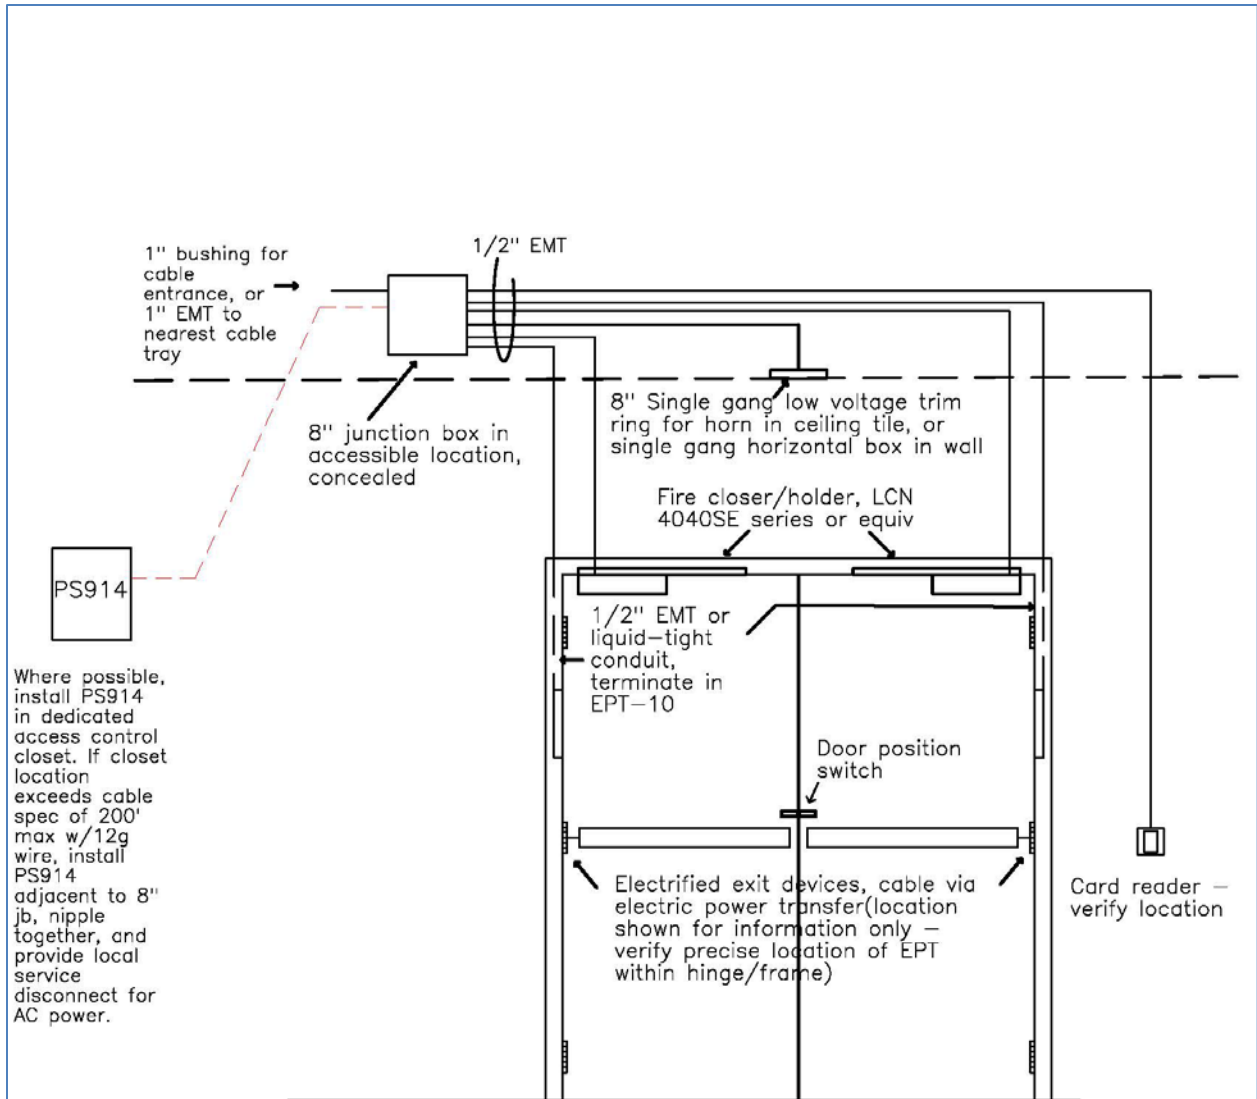 1" bushing for
cable
entrance, or
1" EMT to
nearest cable
tray
1/2" EMT
8" junction box in
accessible location,
concealed
8" Single gang low voltage trim
ring for horn in ceiling tile, or
single gang horizontal box in wall
Fire closer/holder, LCN
4040SE series or equiv
PS914
1/2" EMT or
liquid-tight
conduit,
terminate in
EPT-10
Where possible,
install PS914
in dedicated
access control
closet. If closet
location
exceeds cable
spec of 200'
max w/12g
wire, install
PS914
adjacent to 8"
jb, nipple
together, and
provide local
service
disconnect for
AC power.
Door position
switch
Electrified exit devices, cable via
electric power transfer(location
shown for information only -
verify precise location of EPT
within hinge/frame)
Card reader -
verify location